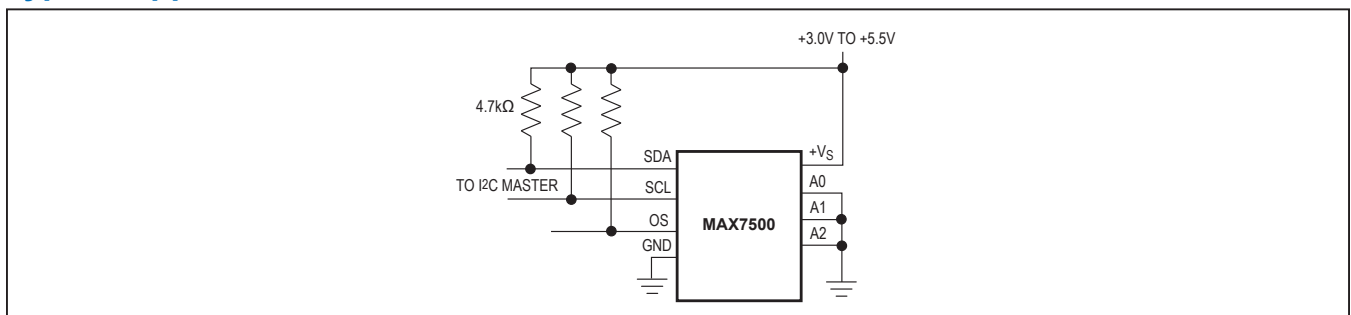 +3.0V TO +5.5V
4.7kΩ
SDA
+VS
TO I2C MASTER
SCL
A0
OS
MAX7500
A1
GND
A2